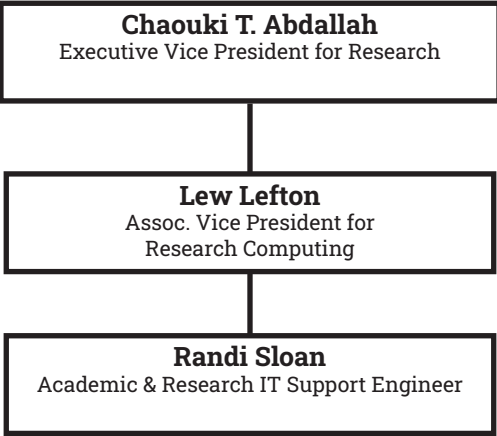 Chaouki T. Abdallah
Executive Vice President for Research
Lew Lefton
Assoc. Vice President for
Research Computing
Randi Sloan
Academic & Research IT Support Engineer